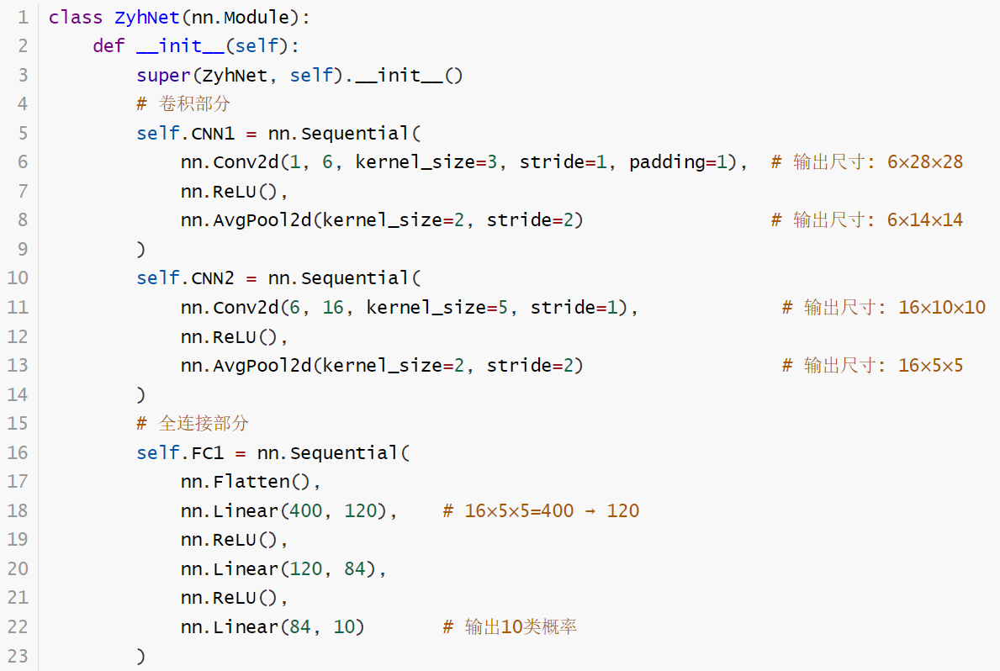 1 class ZyhNet(nn.Module):
2     def __init__(self):
3         super(ZyhNet, self).__init__()
4         # 卷积部分
5         self.CNN1 = nn.Sequential(
6             nn.Conv2d(1, 6, kernel_size=3, stride=1, padding=1),  # 输出尺寸: 6×28×28
7             nn.ReLU(),
8             nn.AvgPool2d(kernel_size=2, stride=2)                 # 输出尺寸: 6×14×14
9         )
10         self.CNN2 = nn.Sequential(
11             nn.Conv2d(6, 16, kernel_size=5, stride=1),             # 输出尺寸: 16×10×10
12             nn.ReLU(),
13             nn.AvgPool2d(kernel_size=2, stride=2)                  # 输出尺寸: 16×5×5
14         )
15         # 全连接部分
16         self.FC1 = nn.Sequential(
17             nn.Flatten(),
18             nn.Linear(400, 120),    # 16×5×5=400 → 120
19             nn.ReLU(),
20             nn.Linear(120, 84),
21             nn.ReLU(),
22             nn.Linear(84, 10)       # 输出10类概率
23         )